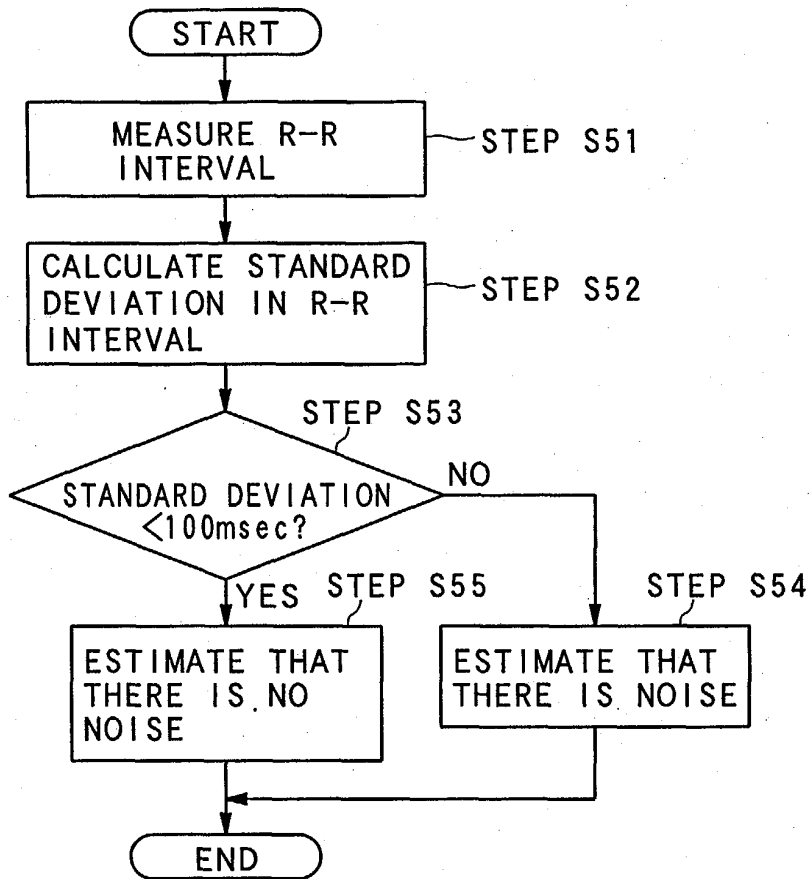 START
MEASURE R-R
INTERVAL
STEP S51
CALCULATE STANDARD
DEVIATION IN R-R
INTERVAL
STEP S52
STEP S53
STANDARD DEVIATION
<100msec?
NO
YES
STEP S55
STEP S54
ESTIMATE THAT
THERE IS NO
NOISE
ESTIMATE THAT
THERE IS NOISE
END